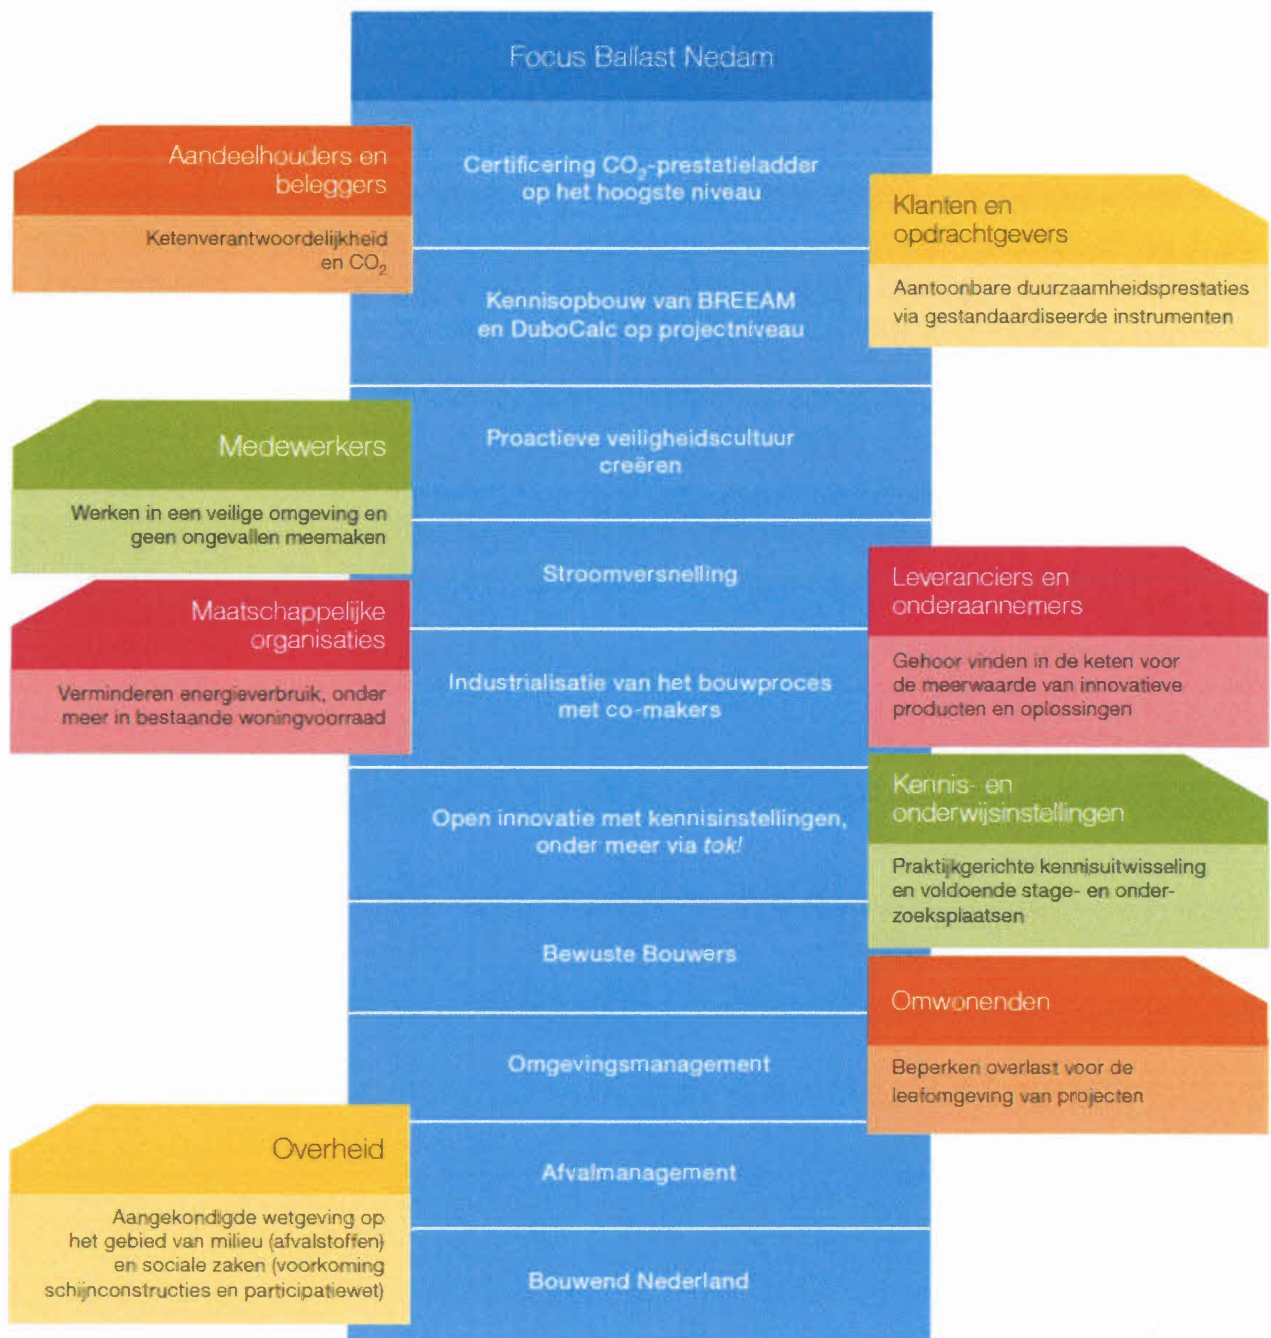 Focus Ballast Nedam
Aandeelhouders en
beleggers
Ketenverantwoordelijkheid
en CO₂
Certificering CO₂-prestatieladder
op het hoogste niveau
Klanten en
opdrachtgevers
Aantoonbare duurzaamheidsprestaties
via gestandaardiseerde instrumenten
Kennisopbouw van BREEAM
en DuboCalc op projectniveau
Medewerkers
Werken in een veilige omgeving en
geen ongevallen meemaken
Proactieve veiligheidscultuur
creëren
Stroomversnelling
Maatschappelijke
organisaties
Verminderen energieverbruik, onder
meer in bestaande woningvoorraad
Leveranciers en
onderaannemers
Gehoor vinden in de keten voor
de meerwaarde van innovatieve
producten en oplossingen
Industrialisatie van het bouwproces
met co-makers
Open innovatie met kennisinstellingen,
onder meer via tok!
Kennis- en
onderwijsinstellingen
Praktijkgerichte kennisuitwisseling
en voldoende stage- en onder-
zoeksplaatsen
Bewuste Bouwers
Omwonenden
Beperken overlast voor de
leefomgeving van projecten
Omgevingsmanagement
Overheid
Aangekondigde wetgeving op
het gebied van milieu (afvalstoffen)
en sociale zaken (voorkoming
schijnconstructies en participatiewet)
Afvalmanagement
Bouwend Nederland